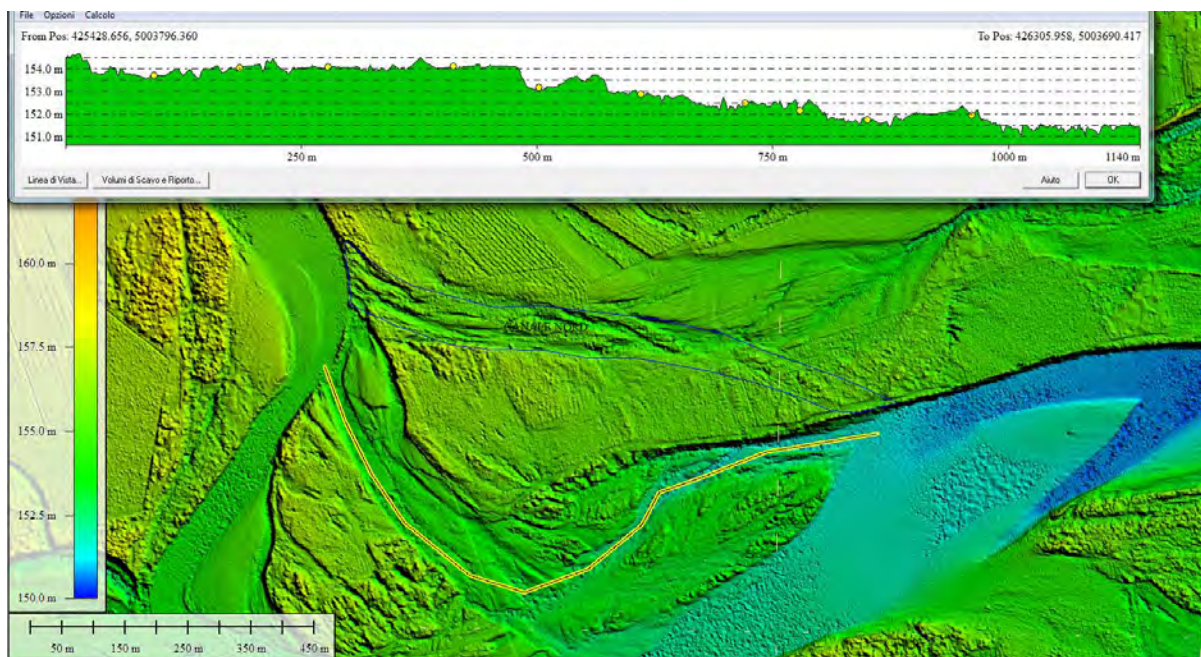 File Opzioni Calcolo
From Pos: 425428.656, 5003796.360 To Pos: 426305.958, 5003690.417
154.0 m
153.0 m
152.0 m
151.0 m
250 m 500 m 750 m 1000 m 1140 m
Linea di Vista... Volumi di Scavo e Riporto... Aiuto OK
160.0 m
CANALE NORD
157.5 m
155.0 m
152.5 m
150.0 m
50 m 150 m 250 m 350 m 450 m